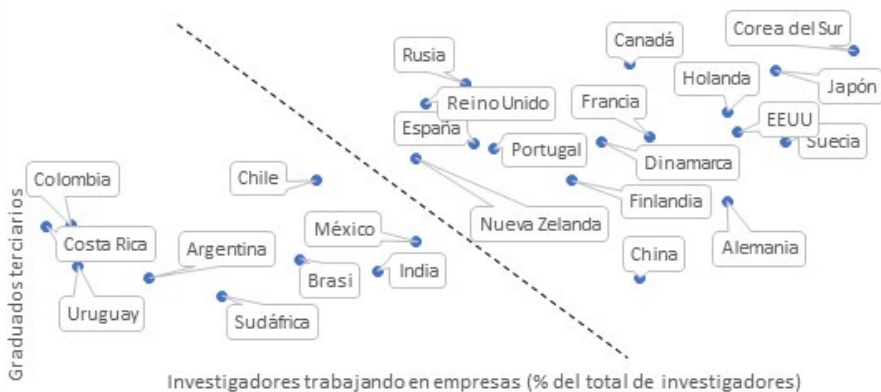 Corea del Sur
Canadá
Rusia
Holanda
Japón
Reino Unido
Francia
EEUU
España
Suecia
Portugal
Dinamarca
Colombia
Chile
Finlandia
México
Nueva Zelanda
Costa Rica
Argentina
Alemania
Brasi
India
China
Uruguay
Sudáfrica
Graduados terciarios
Investigadores trabajando en empresas (% del total de investigadores)